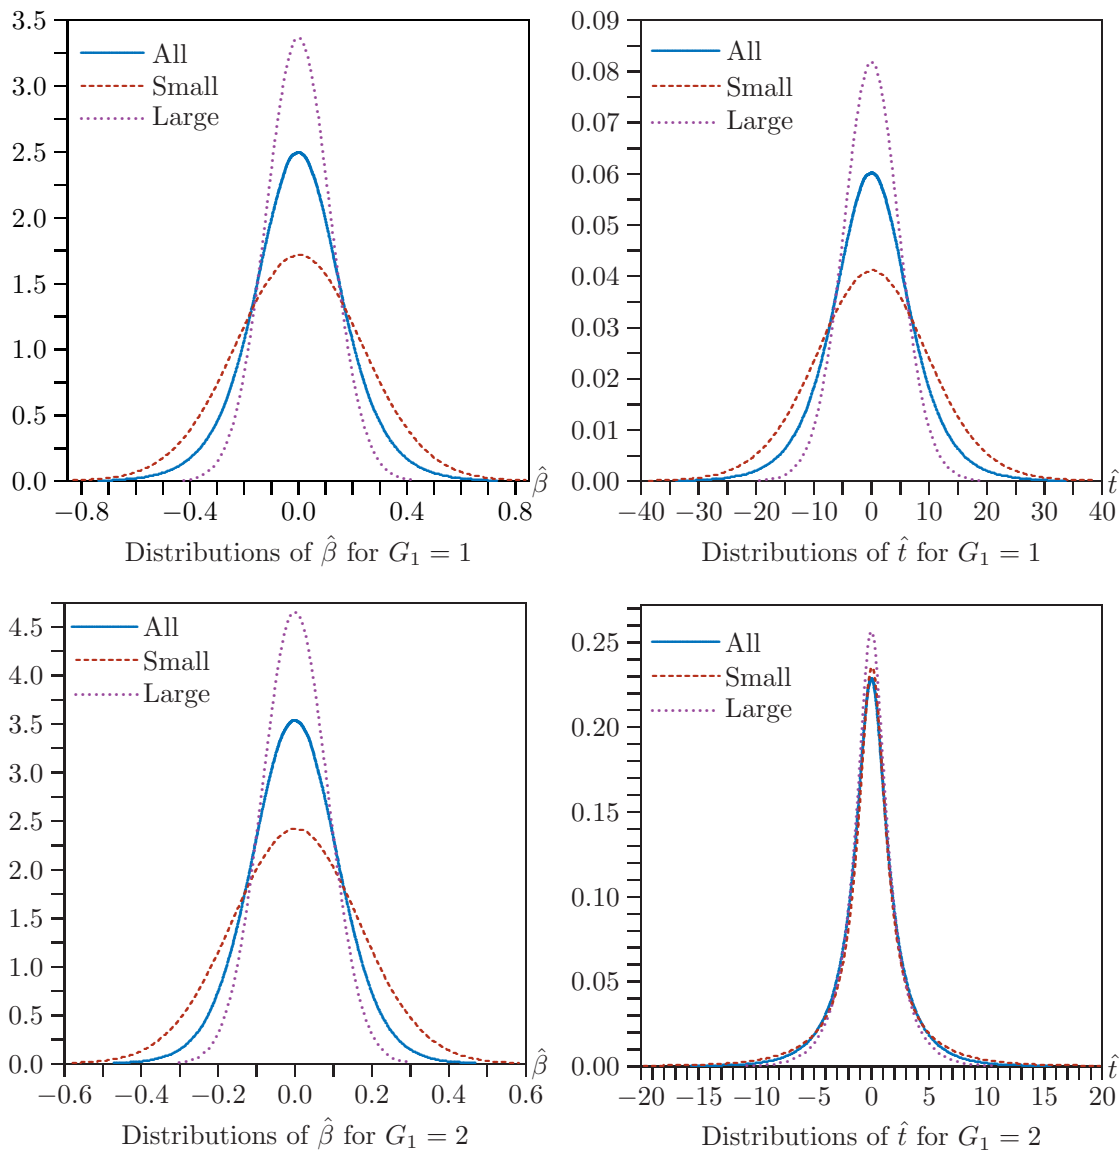 3.5
3.0
2.5
2.0
1.5
1.0
0.5
0.0
All
Small
Large
−0.8 −0.4 0.0 0.4 0.8
β̂
Distributions of β̂ for G₁ = 1
0.09
0.08
0.07
0.06
0.05
0.04
0.03
0.02
0.01
0.00
All
Small
Large
−40 −30 −20 −10 0 10 20 30 40
t̂
Distributions of t̂ for G₁ = 1
4.5
4.0
3.5
3.0
2.5
2.0
1.5
1.0
0.5
0.0
All
Small
Large
−0.6 −0.4 −0.2 0.0 0.2 0.4 0.6
β̂
Distributions of β̂ for G₁ = 2
0.25
0.20
0.15
0.10
0.05
0.00
All
Small
Large
−20 −15 −10 −5 0 5 10 15 20
t̂
Distributions of t̂ for G₁ = 2